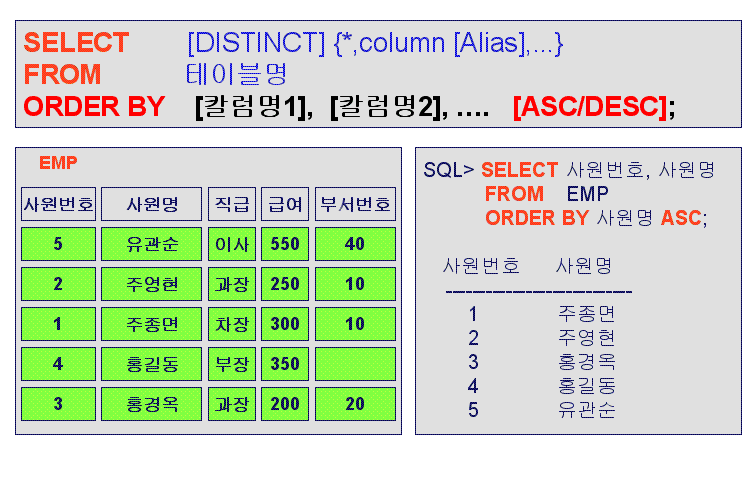 SELECT [DISTINCT] {*,column [Alias],...}
FROM 테이블명
ORDER BY [칼럼명1], [칼럼명2], .... [ASC/DESC];
EMP
사원번호 사원명 직급 급여 부서번호
5 유관순 이사 550 40
2 주영현 과장 250 10
1 주종면 차장 300 10
4 홍길동 부장 350
3 홍경옥 과장 200 20
SQL> SELECT 사원번호, 사원명
FROM EMP
ORDER BY 사원명 ASC;
사원번호 사원명
----------------------------
1 주종면
2 주영현
3 홍경옥
4 홍길동
5 유관순